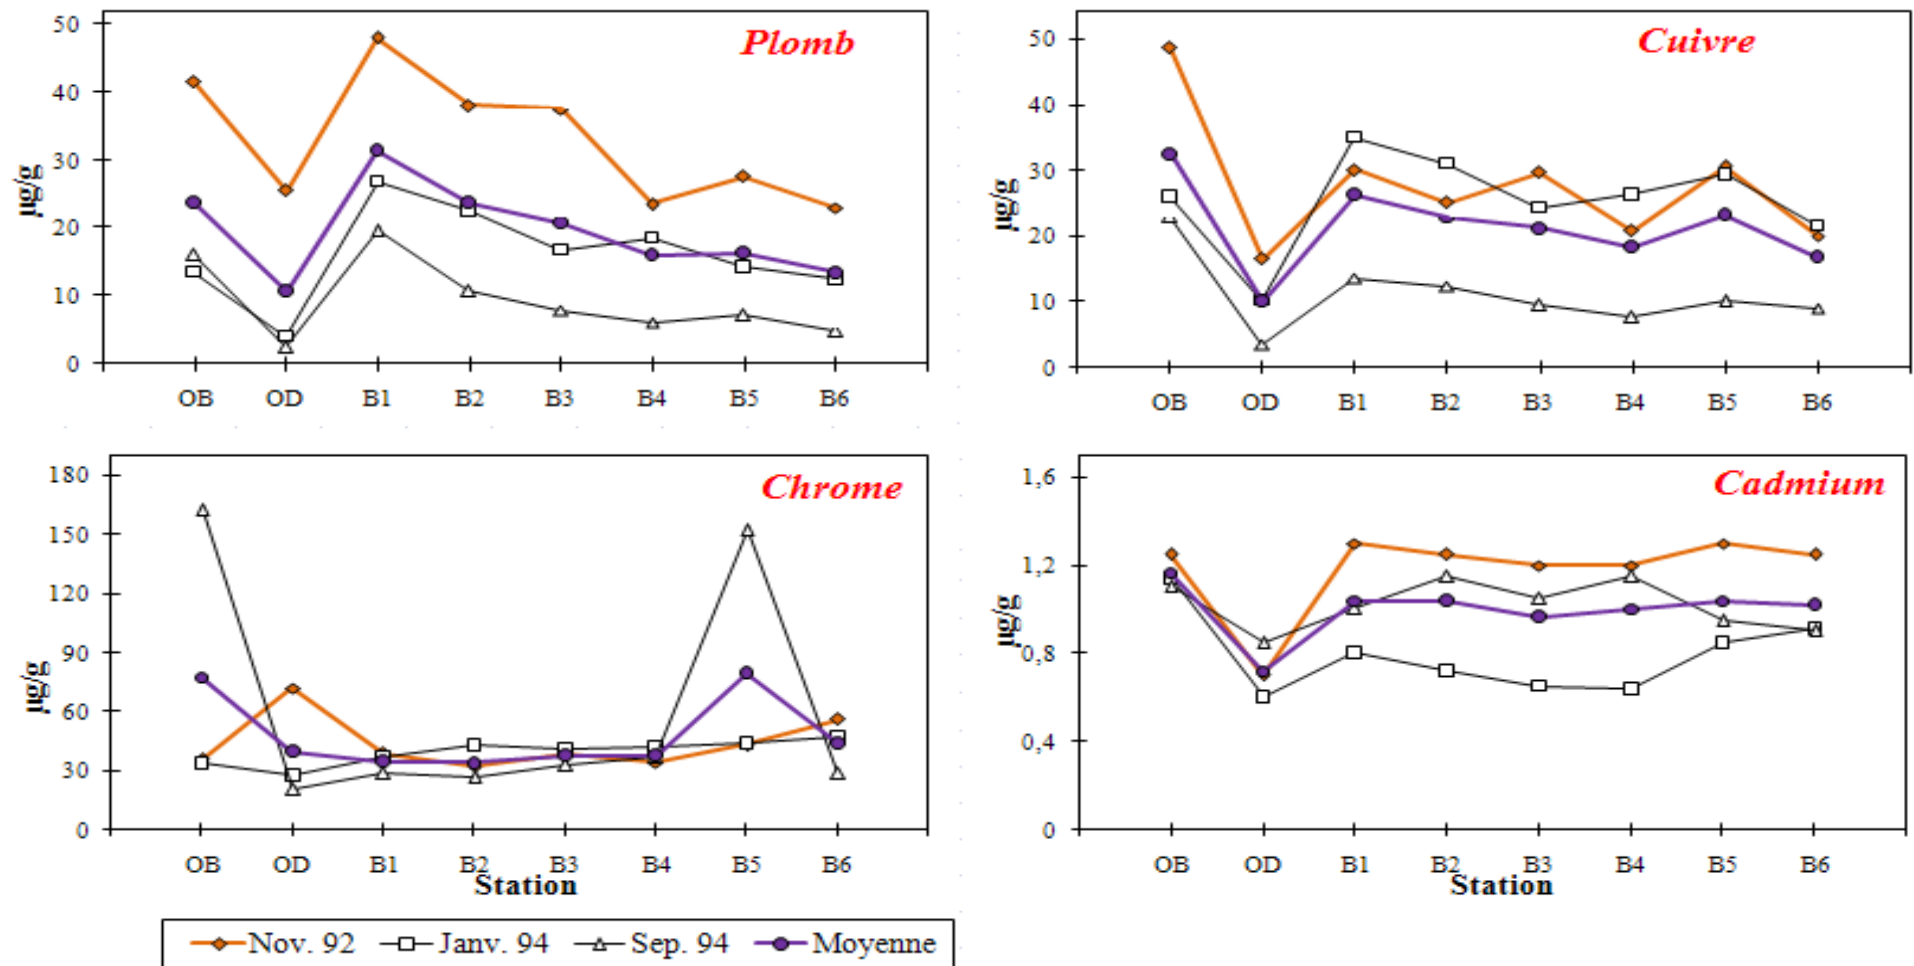 Plomb
50
40
30
20
10
0
µg/g
OB OD B1 B2 B3 B4 B5 B6
Cuivre
50
40
30
20
10
0
µg/g
OB OD B1 B2 B3 B4 B5 B6
Chrome
180
150
120
90
60
30
0
µg/g
OB OD B1 B2 B3 B4 B5 B6
Station
Cadmium
1,6
1,2
0,8
0,4
0
µg/g
OB OD B1 B2 B3 B4 B5 B6
Station
Nov. 92 Janv. 94 Sep. 94 Moyenne